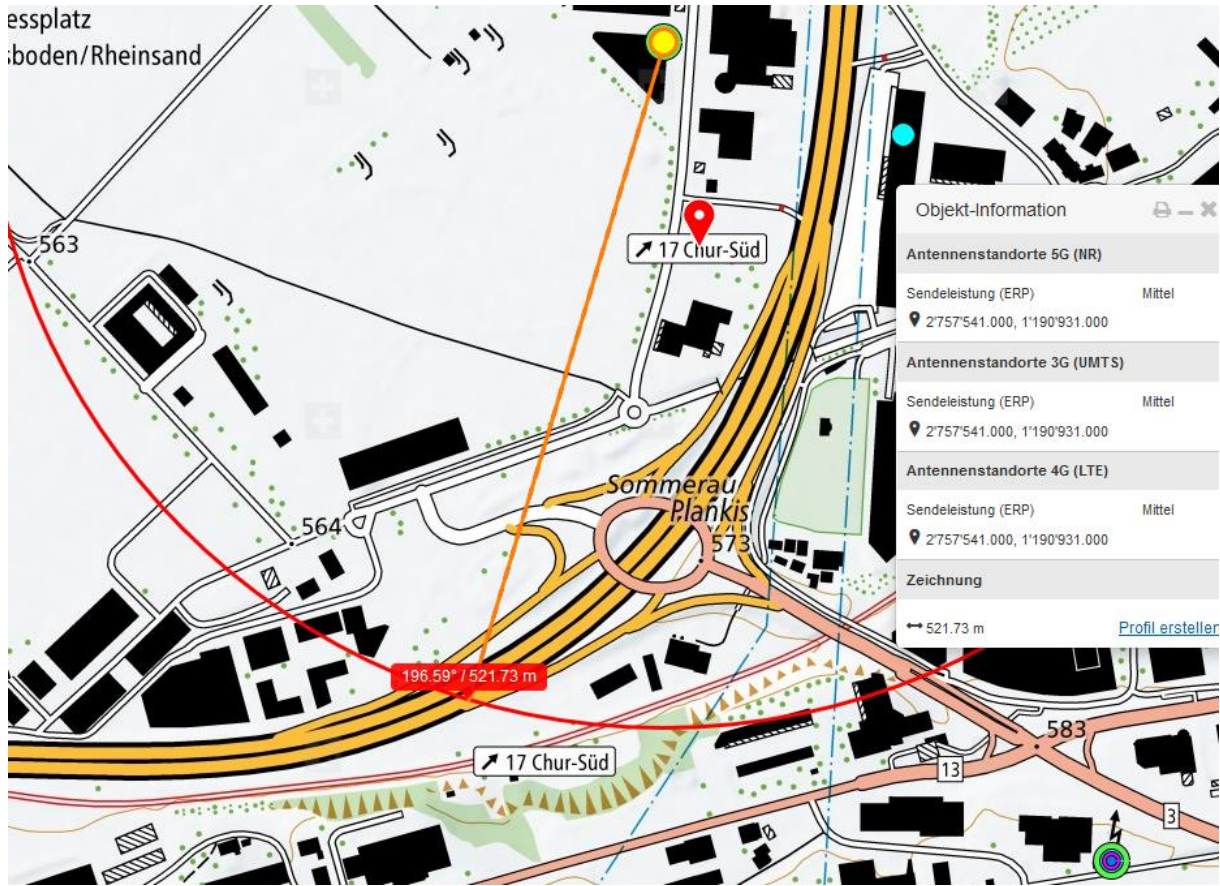 essplatz
sboden/Rheinsand
563
17 Chur-Süd
564
Sommerau
Plankis
573
196.59° / 521.73 m
17 Chur-Süd
583
13
3
Objekt-Information
Antennenstandorte 5G (NR)
Sendeleistung (ERP) Mittel
2'757'541.000, 1'190'931.000
Antennenstandorte 3G (UMTS)
Sendeleistung (ERP) Mittel
2'757'541.000, 1'190'931.000
Antennenstandorte 4G (LTE)
Sendeleistung (ERP) Mittel
2'757'541.000, 1'190'931.000
Zeichnung
521.73 m Profil erstellen